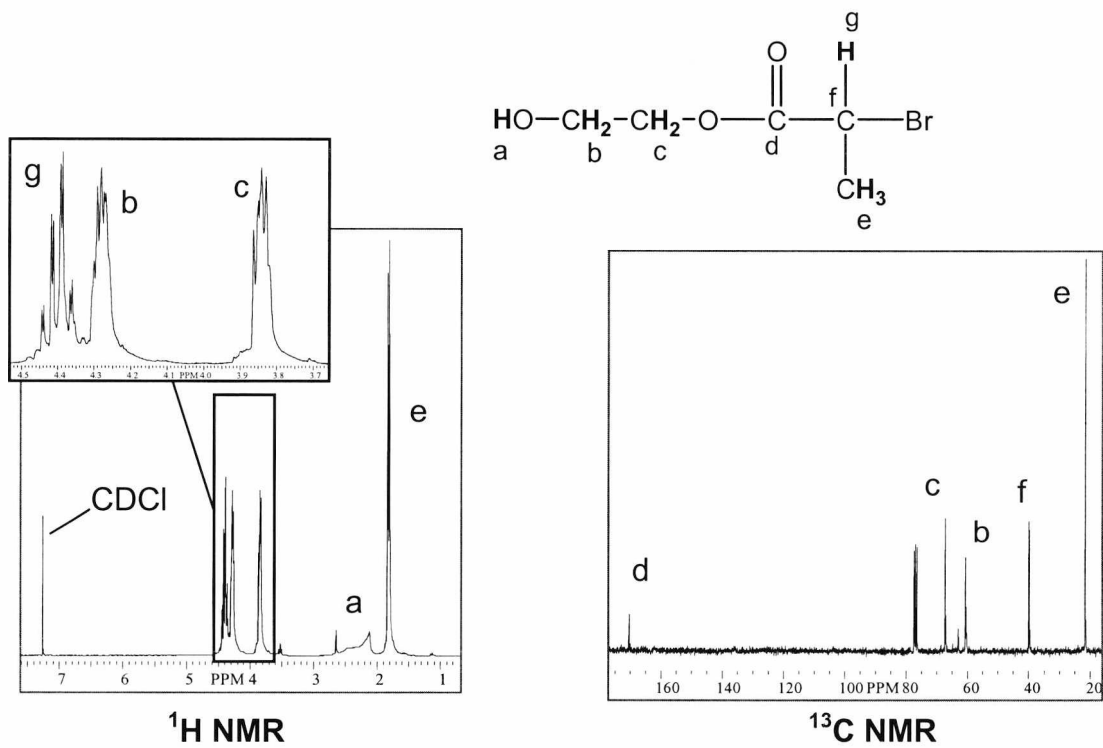 g
O
H
f
HO—CH₂—CH₂—O—C—C—Br
a
b
c
d
CH₃
e
g
b
c
4.5 4.4 4.3 4.2 4.1 PPM 4.0 3.9 3.8 3.7
e
CDCl
a
7 6 5 PPM 4 3 2 1
¹H NMR
e
c
f
b
d
160 140 120 100 PPM 80 60 40 20
¹³C NMR